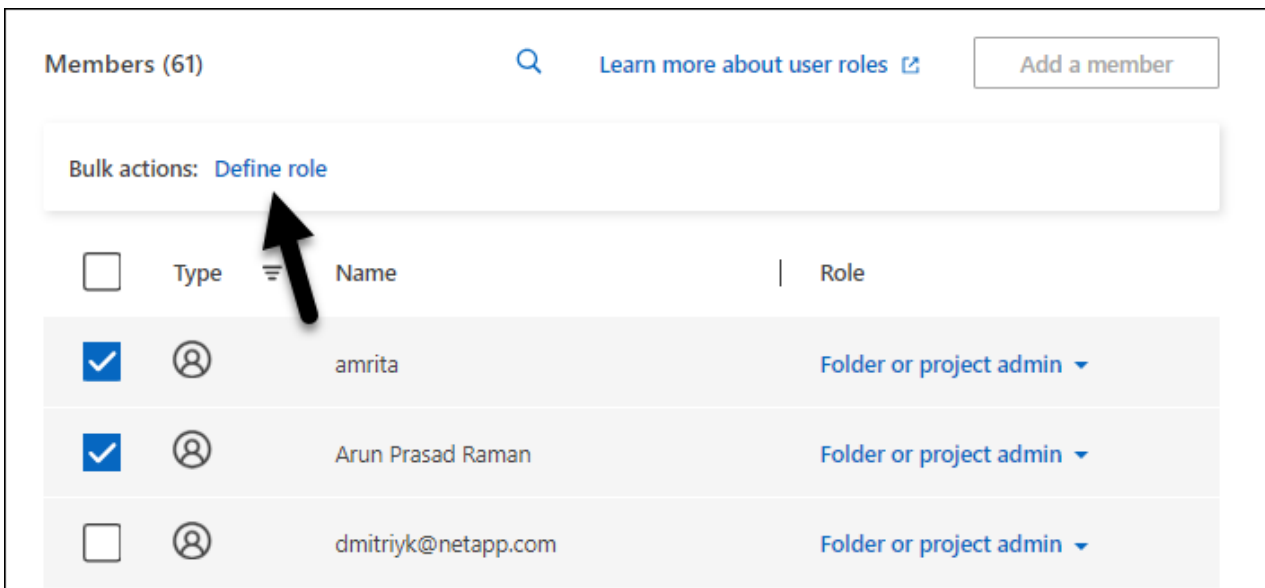 Members (61) Learn more about user roles Add a member
Bulk actions: Define role
Type Name Role
amrita Folder or project admin
Arun Prasad Raman Folder or project admin
dmitriyk@netapp.com Folder or project admin